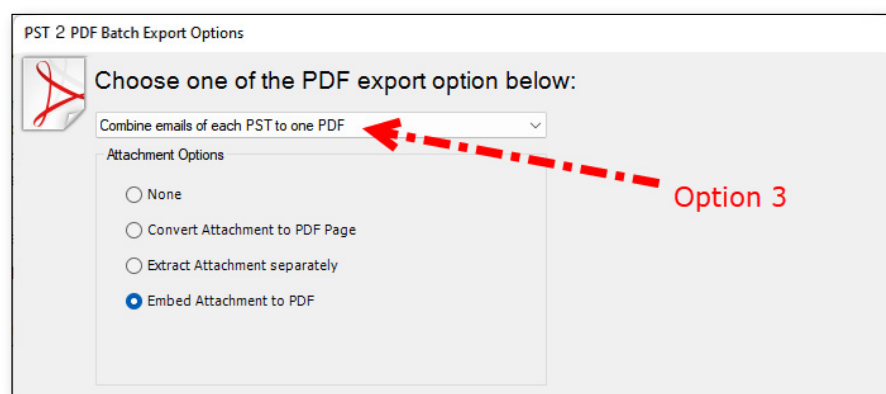 PST 2 PDF Batch Export Options
Choose one of the PDF export option below:
Combine emails of each PST to one PDF
Attachment Options
None
Option 3
Convert Attachment to PDF Page
Extract Attachment separately
Embed Attachment to PDF